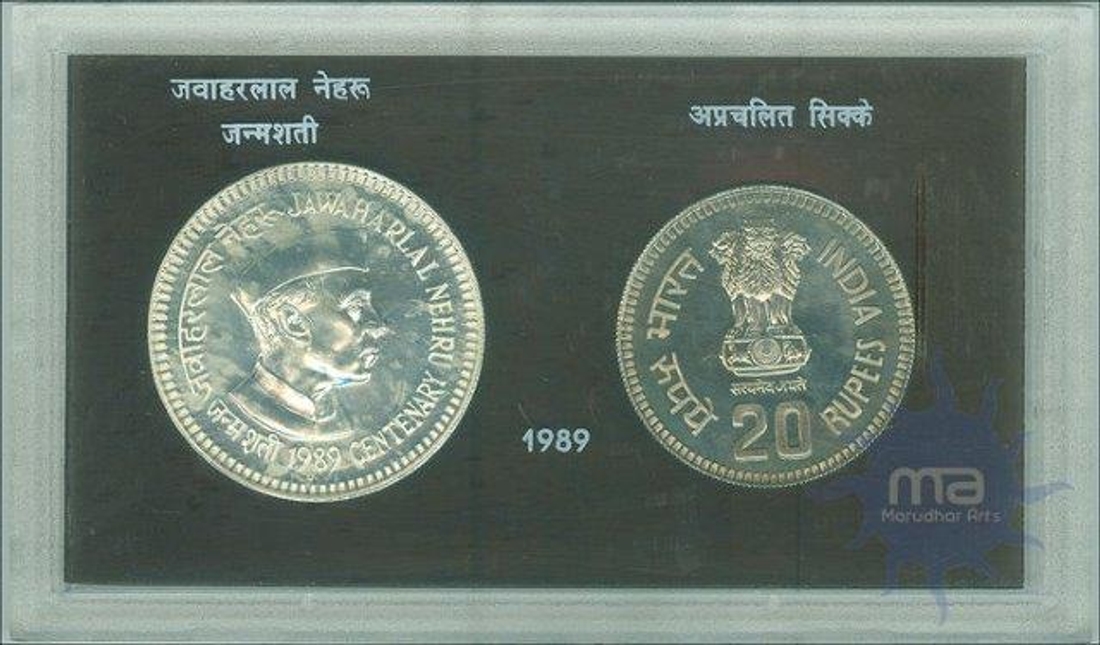 जवाहरलाल नेहरू
जन्मशती
अप्रचलित सिक्के
जवाहरलाल नेहरू JAWAHARLAL NEHRU
जन्मशती 1989 CENTENARY
भारत INDIA
रुपये 20 RUPEES
सत्यमेव जयते
1989
ma
Marudhar Arts